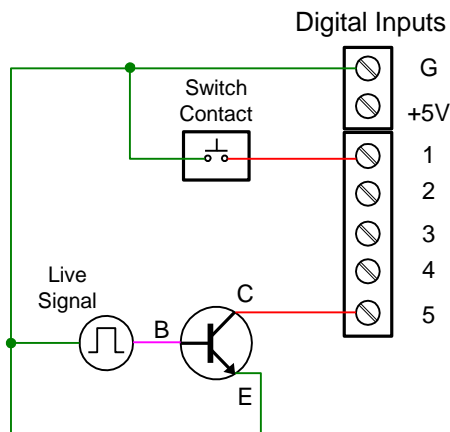 Digital Inputs
G
Switch
Contact
+5V
1
2
3
4
Live
Signal
C
5
B
E